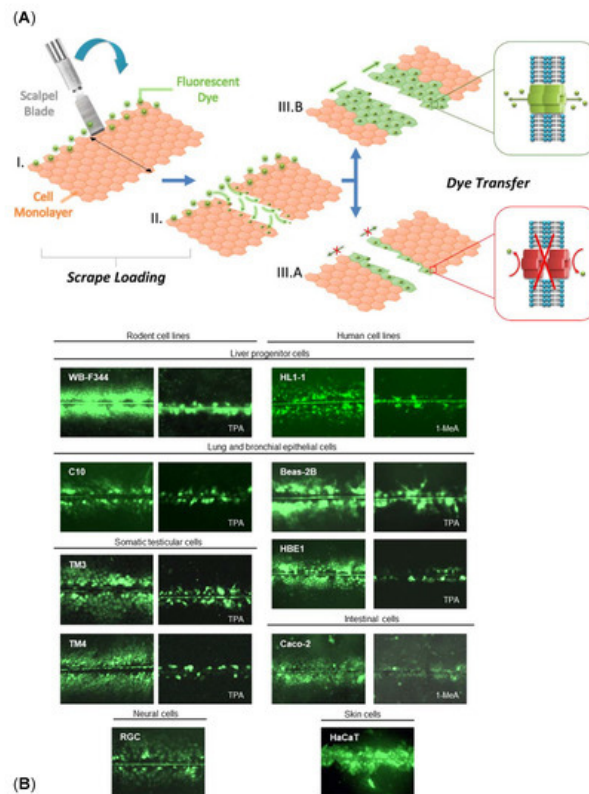 (A)
Scalpel
Blade
Fluorescent
Dye
I.
Cell
Monolayer
II.
Scrape Loading
III.B
Dye Transfer
III.A
Rodent cell lines
Human cell lines
Liver progenitor cells
WB-F344
TPA
HL1-1
1-MeA
Lung and bronchial epithelial cells
C10
TPA
Beas-2B
TPA
Somatic testicular cells
TM3
TPA
HBE1
TPA
Intestinal cells
TM4
TPA
Caco-2
1-MeA
Neural cells
Skin cells
RGC
HaCaT
(B)